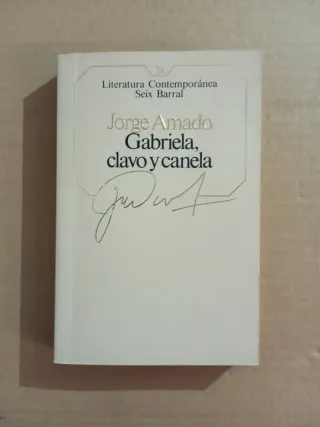 34
Literatura Contemporánea
Seix Barral
Jorge Amado
Gabriela,
clavo y canela